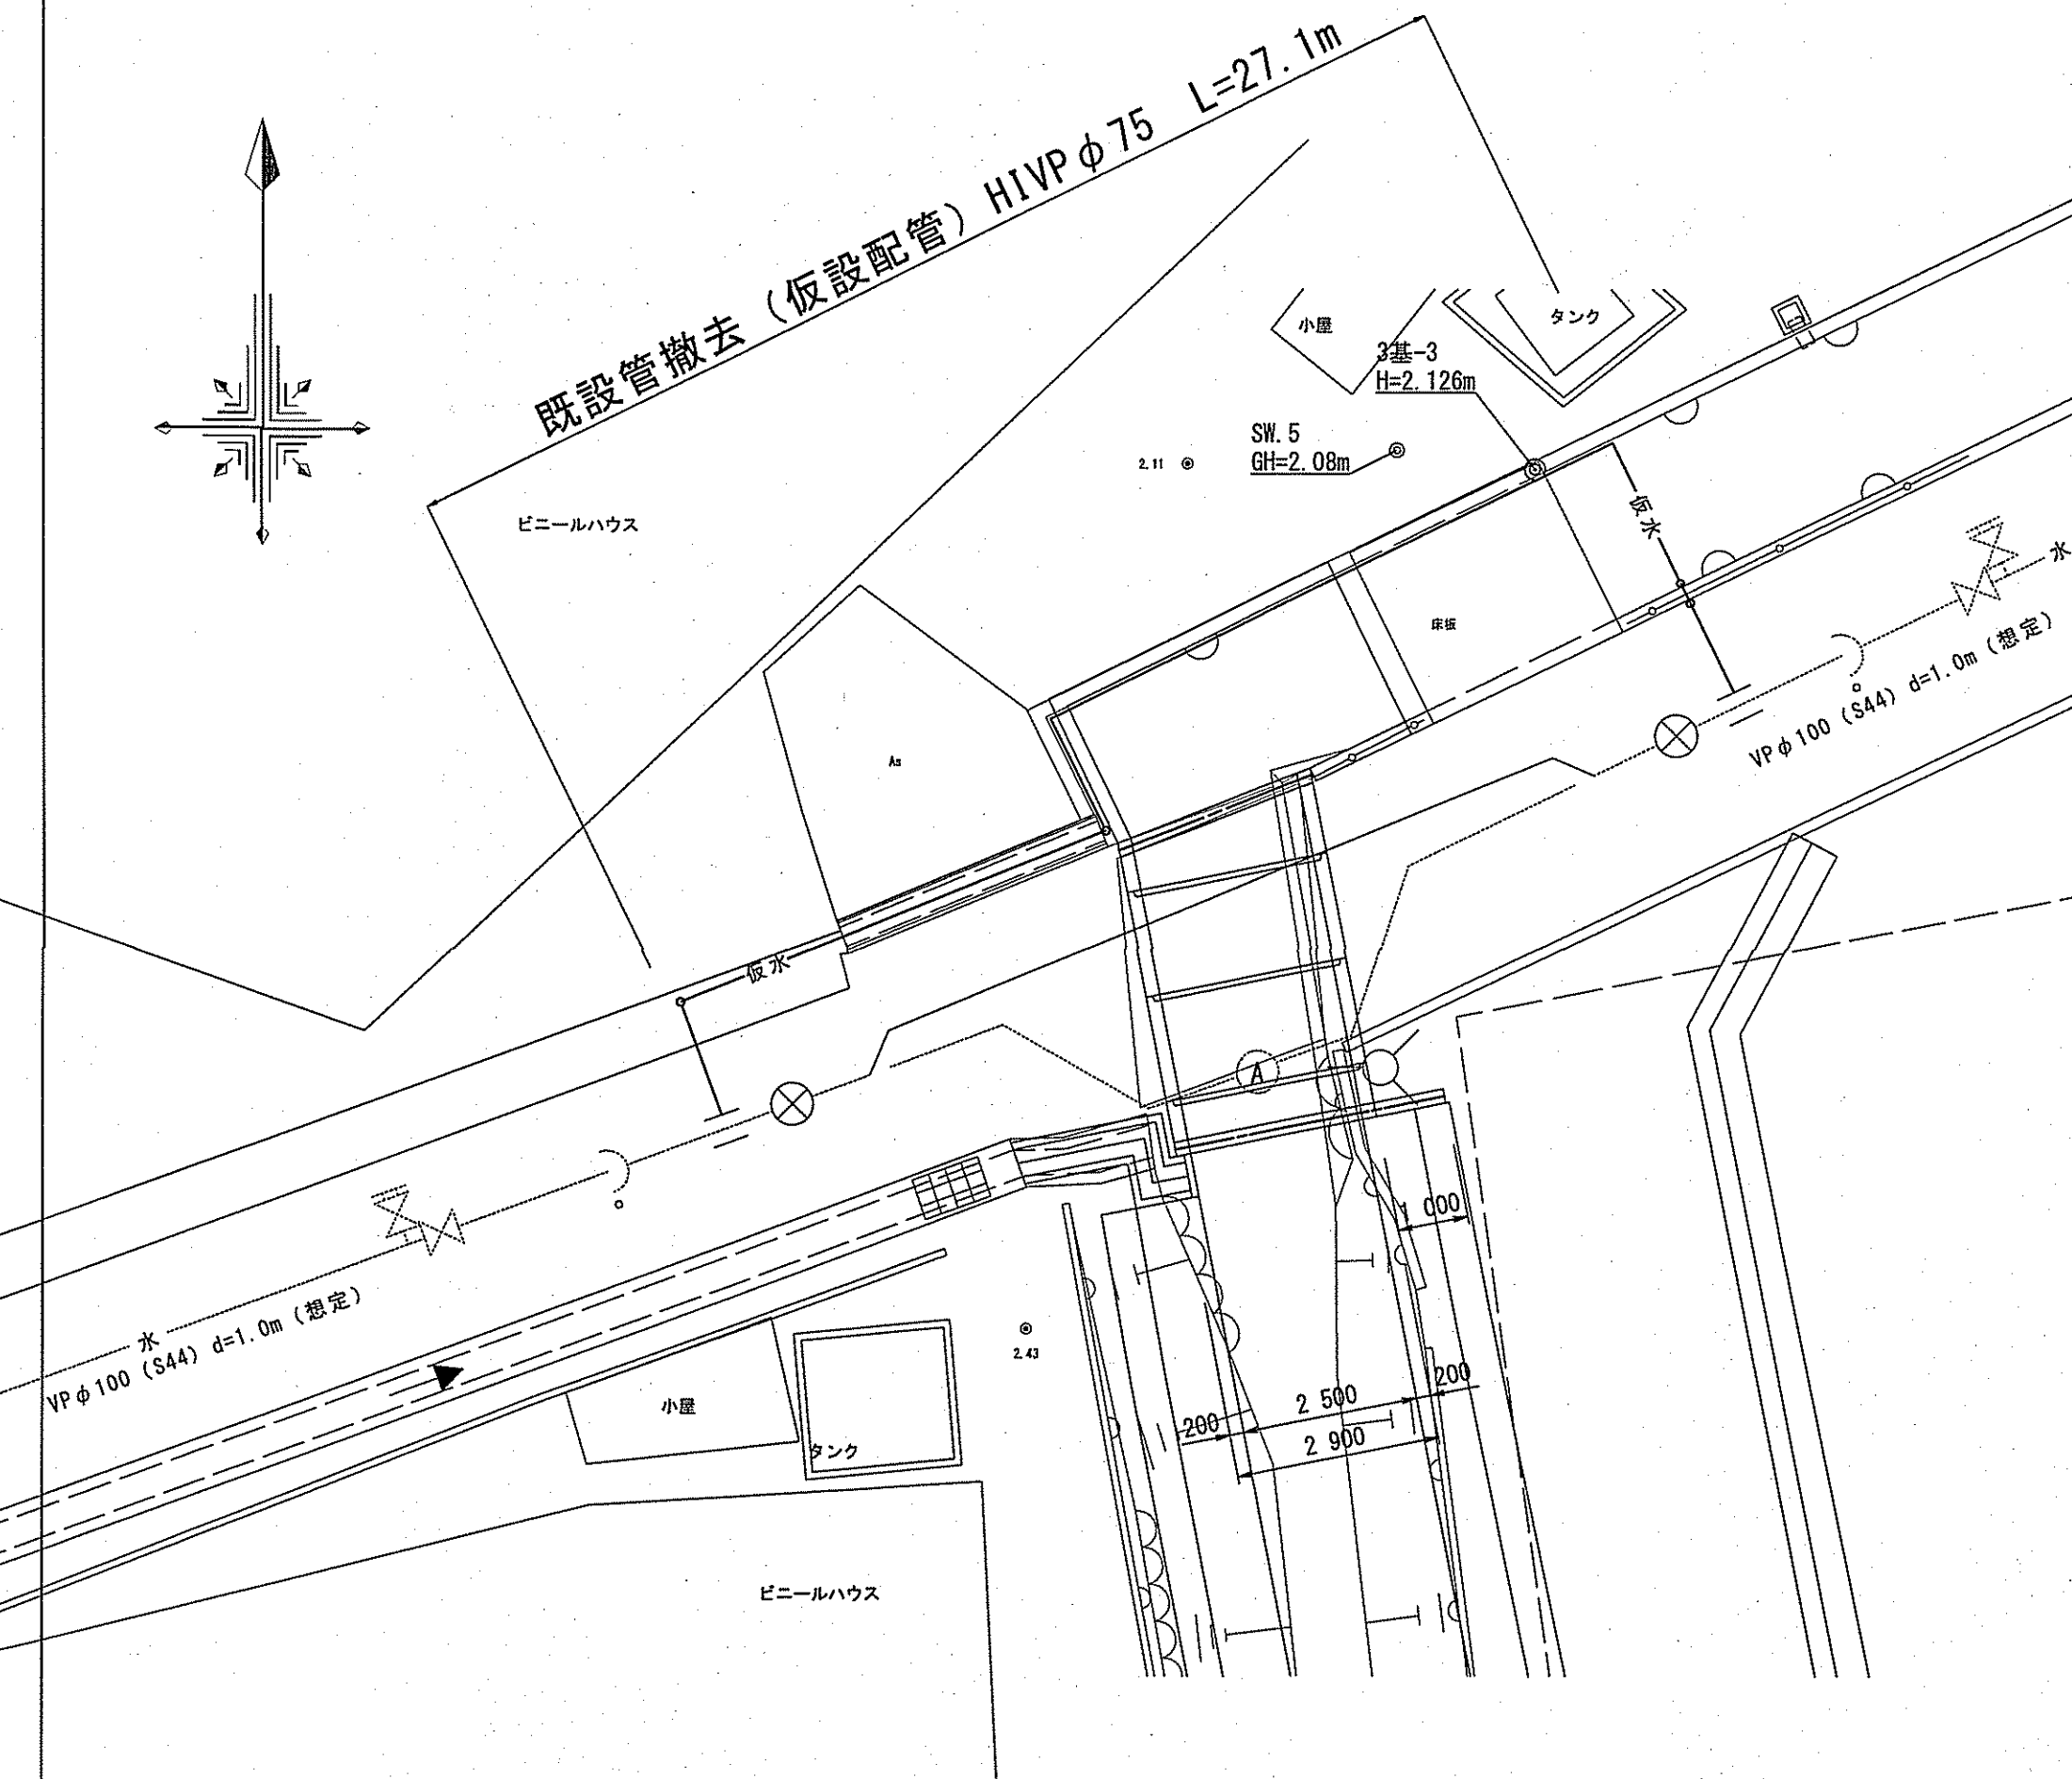 既設管撤去（仮設配管）HIVPφ75　L=27.1m
小屋
タンク
3基-3
H=2.126m
SW.5
GH=2.08m
2.11
ビニールハウス
仮水
床板
水
VPφ100（S44）d=1.0m（想定）
As
仮水
A
1 000
水
VPφ100（S44）d=1.0m（想定）
2.43
小屋
タンク
200
2 500
200
2 900
ビニールハウス